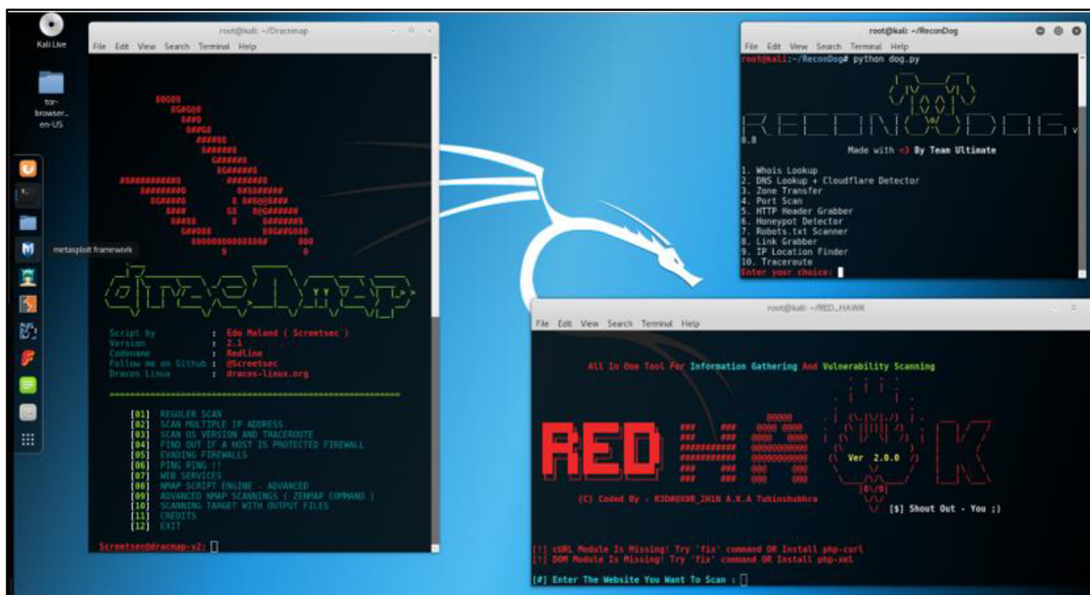 Kali Live
tor-
browser...
en-US
metasploit framework
root@kali: ~/Dracnmap
File Edit View Search Terminal Help
dracnmap
Script by : Edo Maland ( Screetsec )
Version : 2.1
Codename : Redline
Follow me on Github : @Screetsec
Dracos Linux : dracos-linux.org
[01] REGULER SCAN
[02] SCAN MULTIPLE IP ADDRESS
[03] SCAN OS VERSION AND TRACEROUTE
[04] FIND OUT IF A HOST IS PROTECTED FIREWALL
[05] EVADING FIREWALLS
[06] PING RING !!
[07] WEB SERVICES
[08] NMAP SCRIPT ENGINE - ADVANCED
[09] ADVANCED NMAP SCANNINGS ( ZENMAP COMMAND )
[10] SCANNING TARGET WITH OUTPUT FILES
[11] CREDITS
[12] EXIT
Screetsec@dracmap-v2:
root@kali: ~/ReconDog
File Edit View Search Terminal Help
root@kali:~/ReconDog# python dog.py
RECON DOG v
0.8
Made with <3 By Team Ultimate
1. Whois Lookup
2. DNS Lookup + Cloudflare Detector
3. Zone Transfer
4. Port Scan
5. HTTP Header Grabber
6. Honeypot Detector
7. Robots.txt Scanner
8. Link Grabber
9. IP Location Finder
10. Traceroute
Enter your choice:
root@kali: ~/RED_HAWK
File Edit View Search Terminal Help
All In One Tool For Information Gathering And Vulnerability Scanning
RED HAWK
Ver 2.0.0
{C} Coded By - R3D#@X0R_2H1N A.K.A Tuhinshubhra
[$] Shout Out - You ;)
[!] cURL Module Is Missing! Try 'fix' command OR Install php-curl
[!] DOM Module Is Missing! Try 'fix' command OR Install php-xml
[#] Enter The Website You Want To Scan :